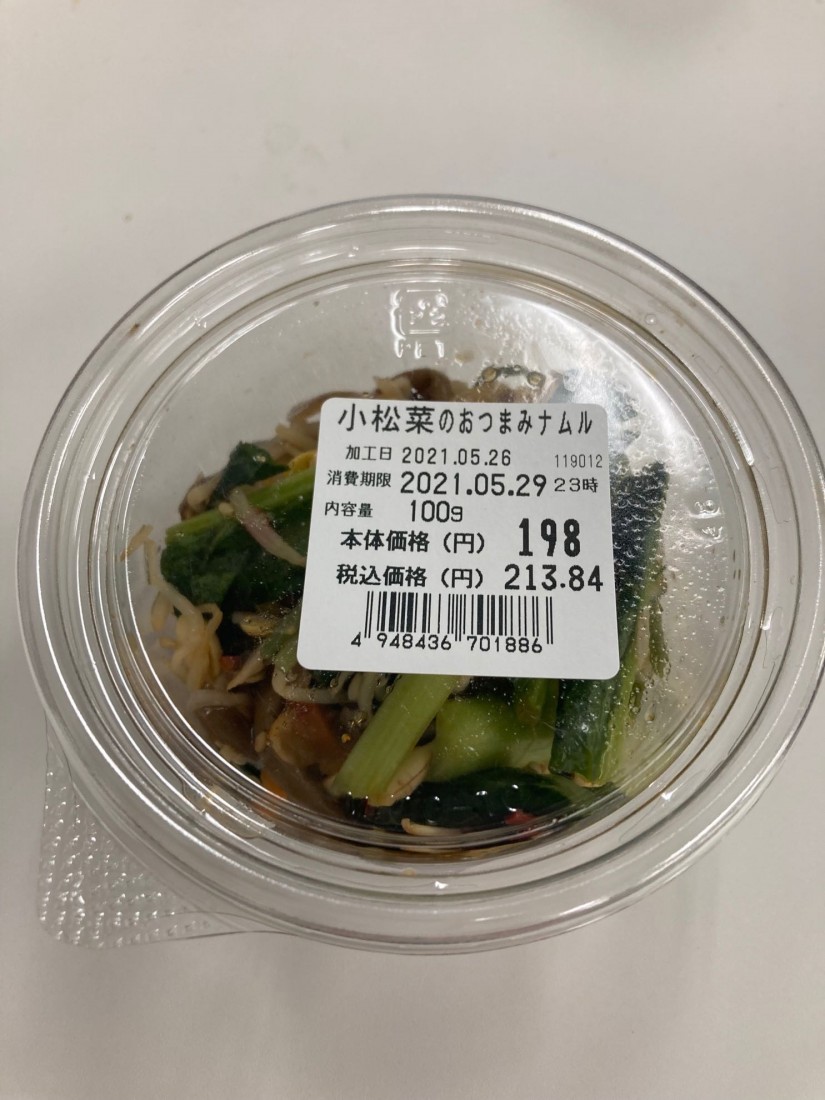 小松菜のおつまみナムル
加工日 2021.05.26 119012
消費期限 2021.05.29 23時
内容量 100g
本体価格（円） 198
税込価格（円） 213.84
4 948436 701886